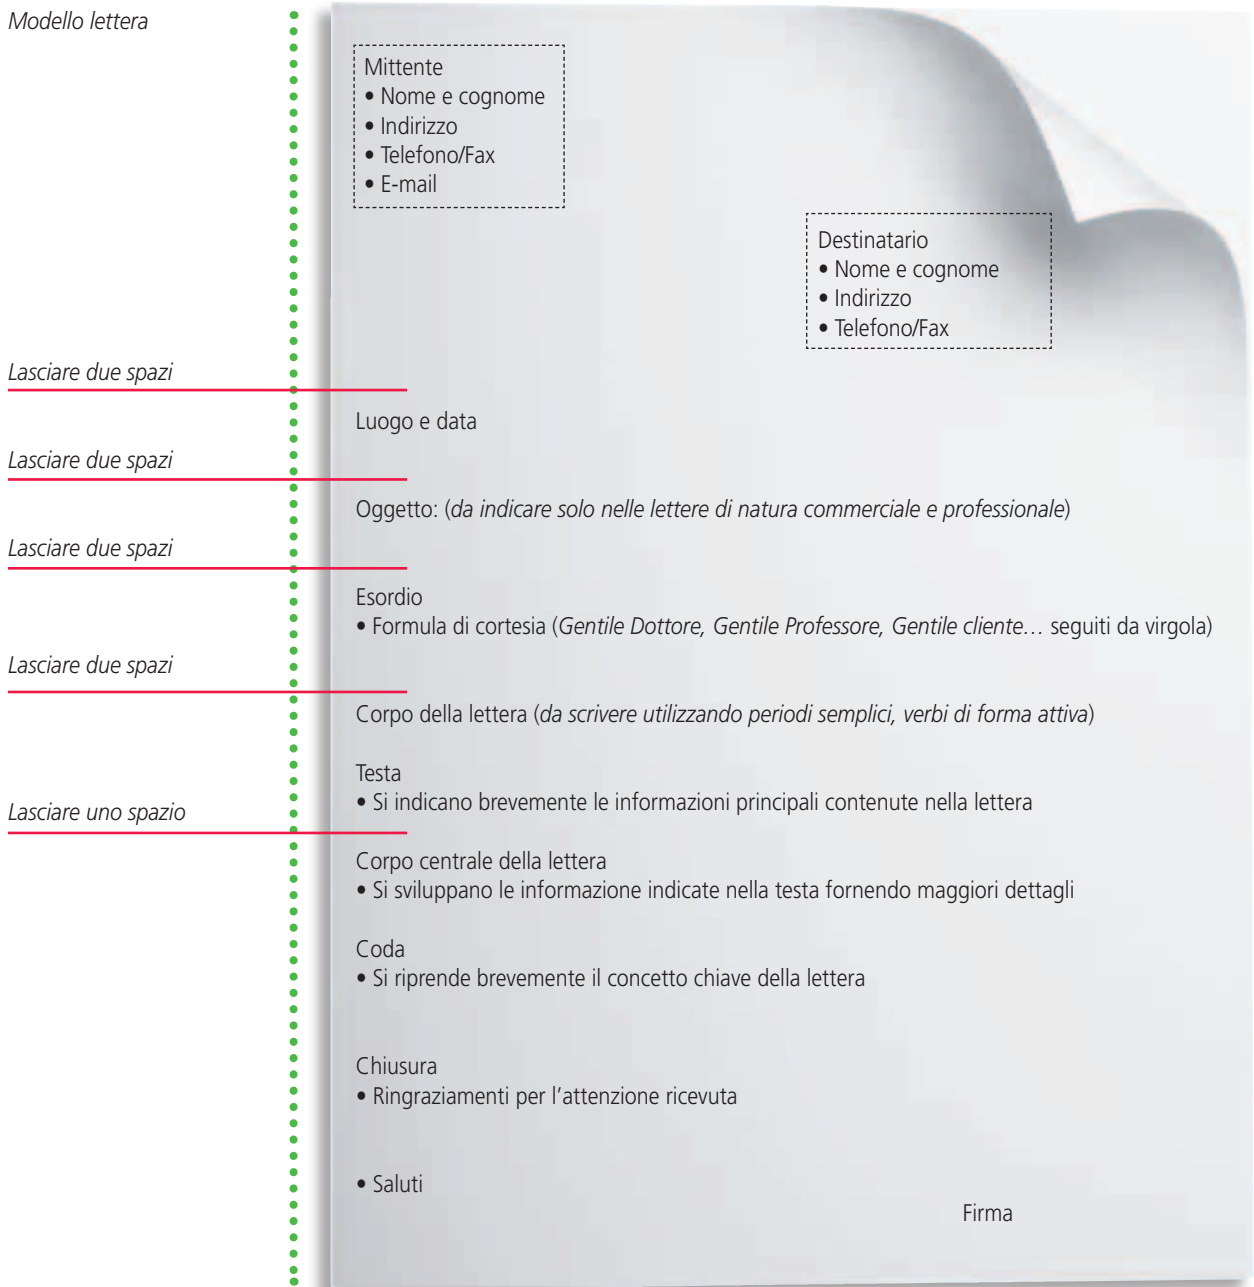 Modello lettera
Mittente
• Nome e cognome
• Indirizzo
• Telefono/Fax
• E-mail
Destinatario
• Nome e cognome
• Indirizzo
• Telefono/Fax
Lasciare due spazi
Luogo e data
Lasciare due spazi
Oggetto: (da indicare solo nelle lettere di natura commerciale e professionale)
Lasciare due spazi
Esordio
• Formula di cortesia (Gentile Dottore, Gentile Professore, Gentile cliente… seguiti da virgola)
Lasciare due spazi
Corpo della lettera (da scrivere utilizzando periodi semplici, verbi di forma attiva)
Testa
• Si indicano brevemente le informazioni principali contenute nella lettera
Lasciare uno spazio
Corpo centrale della lettera
• Si sviluppano le informazione indicate nella testa fornendo maggiori dettagli
Coda
• Si riprende brevemente il concetto chiave della lettera
Chiusura
• Ringraziamenti per l'attenzione ricevuta
• Saluti
Firma